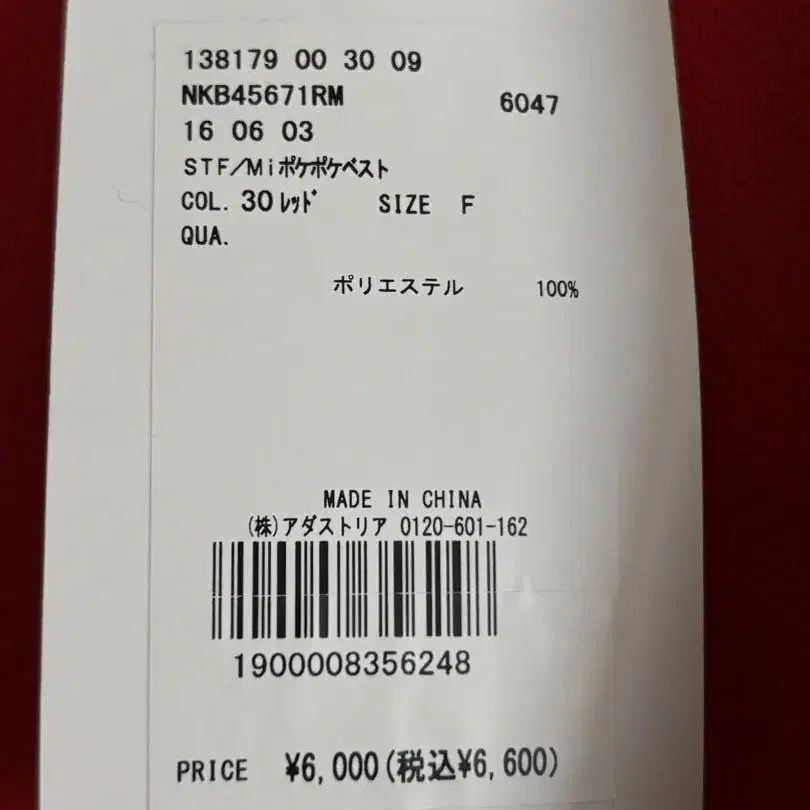 138179 00 30 09
NKB45671RM 6047
16 06 03
STF/Miポケポケベスト
COL. 30 ﾚｯﾄﾞ SIZE F
QUA.
ポリエステル 100%
MADE IN CHINA
(株)アダストリア 0120-601-162
1900008356248
PRICE ¥6,000(税込¥6,600)